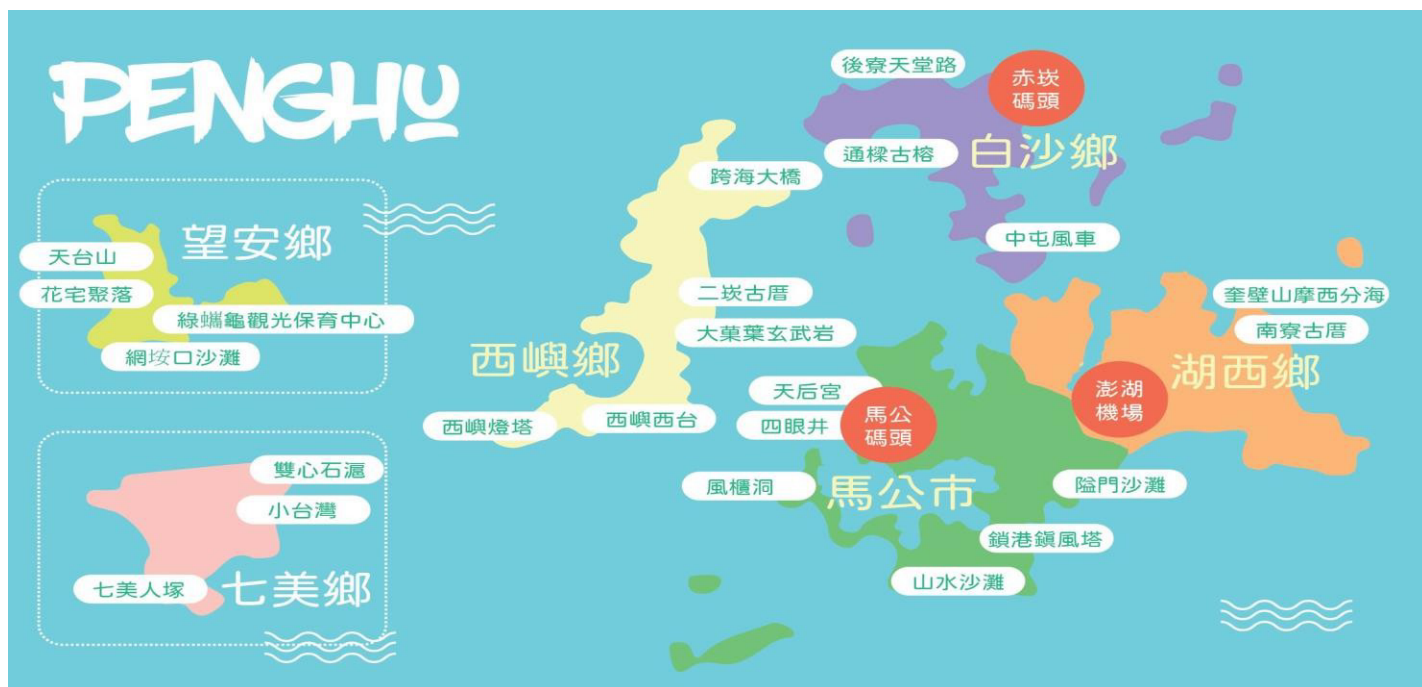 PENGHU
望安鄉
天台山
花宅聚落
綠蠵龜觀光保育中心
網垵口沙灘
雙心石滬
小台灣
七美人塚
七美鄉
後寮天堂路
赤崁
碼頭
通樑古榕
白沙鄉
跨海大橋
中屯風車
二崁古厝
大菓葉玄武岩
西嶼鄉
西嶼燈塔
西嶼西台
奎壁山摩西分海
南寮古厝
湖西鄉
澎湖
機場
天后宮
四眼井
馬公
碼頭
風櫃洞
馬公市
隘門沙灘
鎖港鎮風塔
山水沙灘